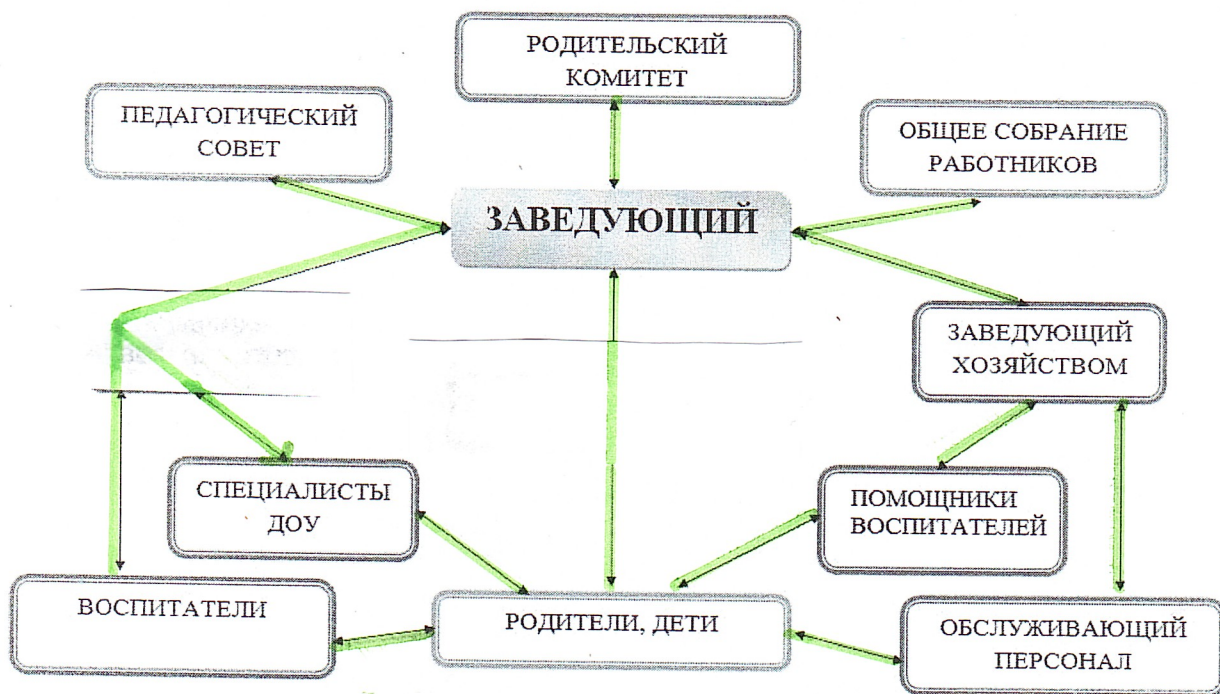 РОДИТЕЛЬСКИЙ
КОМИТЕТ
ПЕДАГОГИЧЕСКИЙ
СОВЕТ
ОБЩЕЕ СОБРАНИЕ
РАБОТНИКОВ
ЗАВЕДУЮЩИЙ
ЗАВЕДУЮЩИЙ
ХОЗЯЙСТВОМ
СПЕЦИАЛИСТЫ
ДОУ
ПОМОЩНИКИ
ВОСПИТАТЕЛЕЙ
ВОСПИТАТЕЛИ
РОДИТЕЛИ, ДЕТИ
ОБСЛУЖИВАЮЩИЙ
ПЕРСОНАЛ